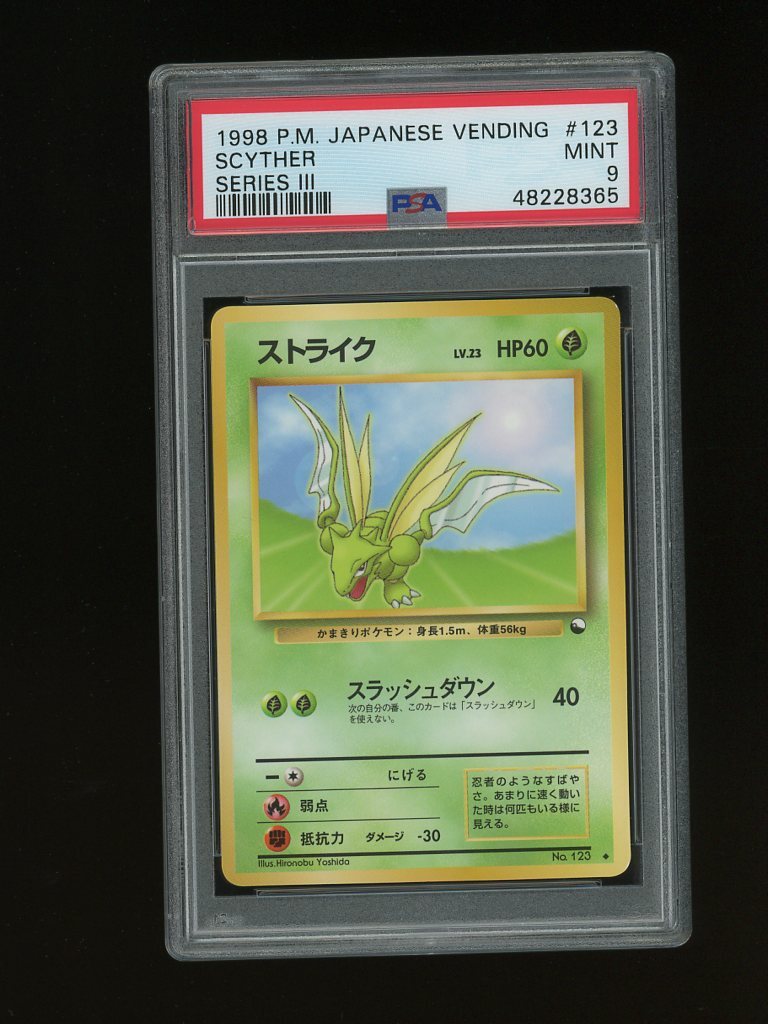 1998 P.M. JAPANESE VENDING #123
SCYTHER MINT
SERIES III 9
PSA 48228365
ストライク LV.23 HP60
かまきりポケモン：身長1.5m、体重56kg
スラッシュダウン 40
次の自分の番、このカードは「スラッシュダウン」
を使えない。
ー にげる
弱点
抵抗力 ダメージ -30
忍者のようなすばや
さ。あまりに速く動い
た時は何匹もいる様に
見える。
Illus.Hironobu Yoshida
No. 123